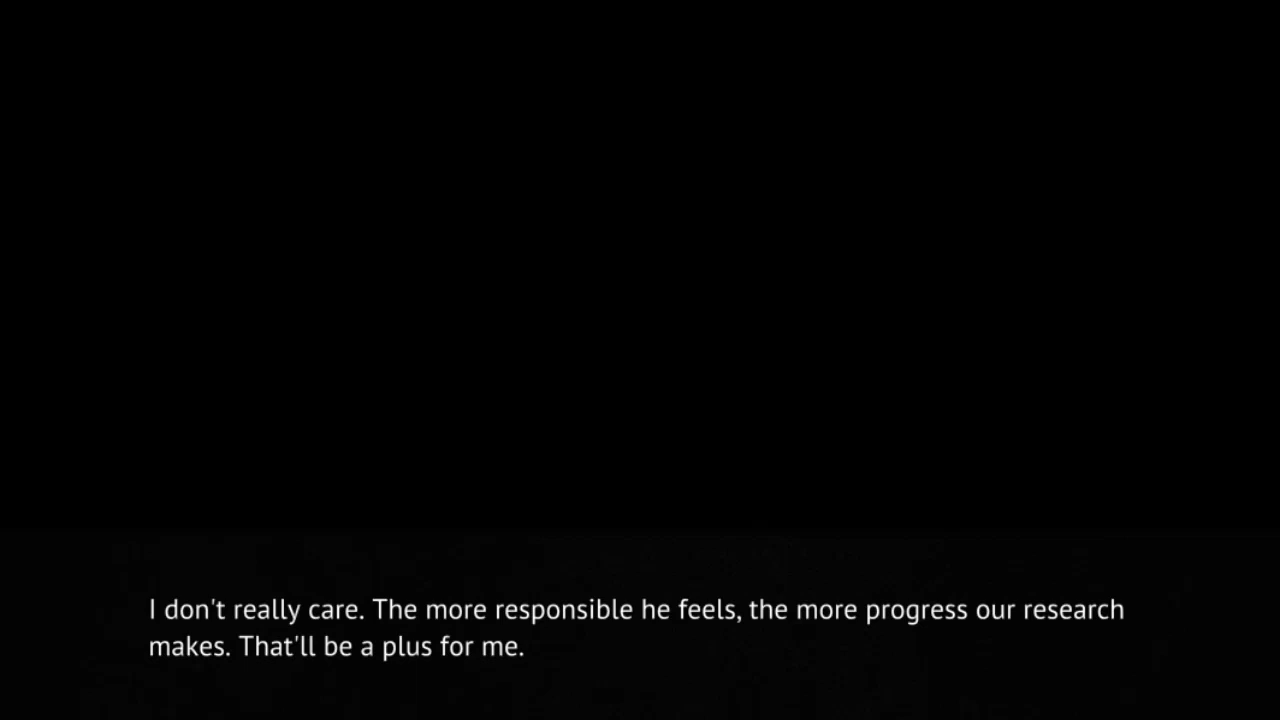 I don't really care. The more responsible he feels, the more progress our research
makes. That'll be a plus for me.